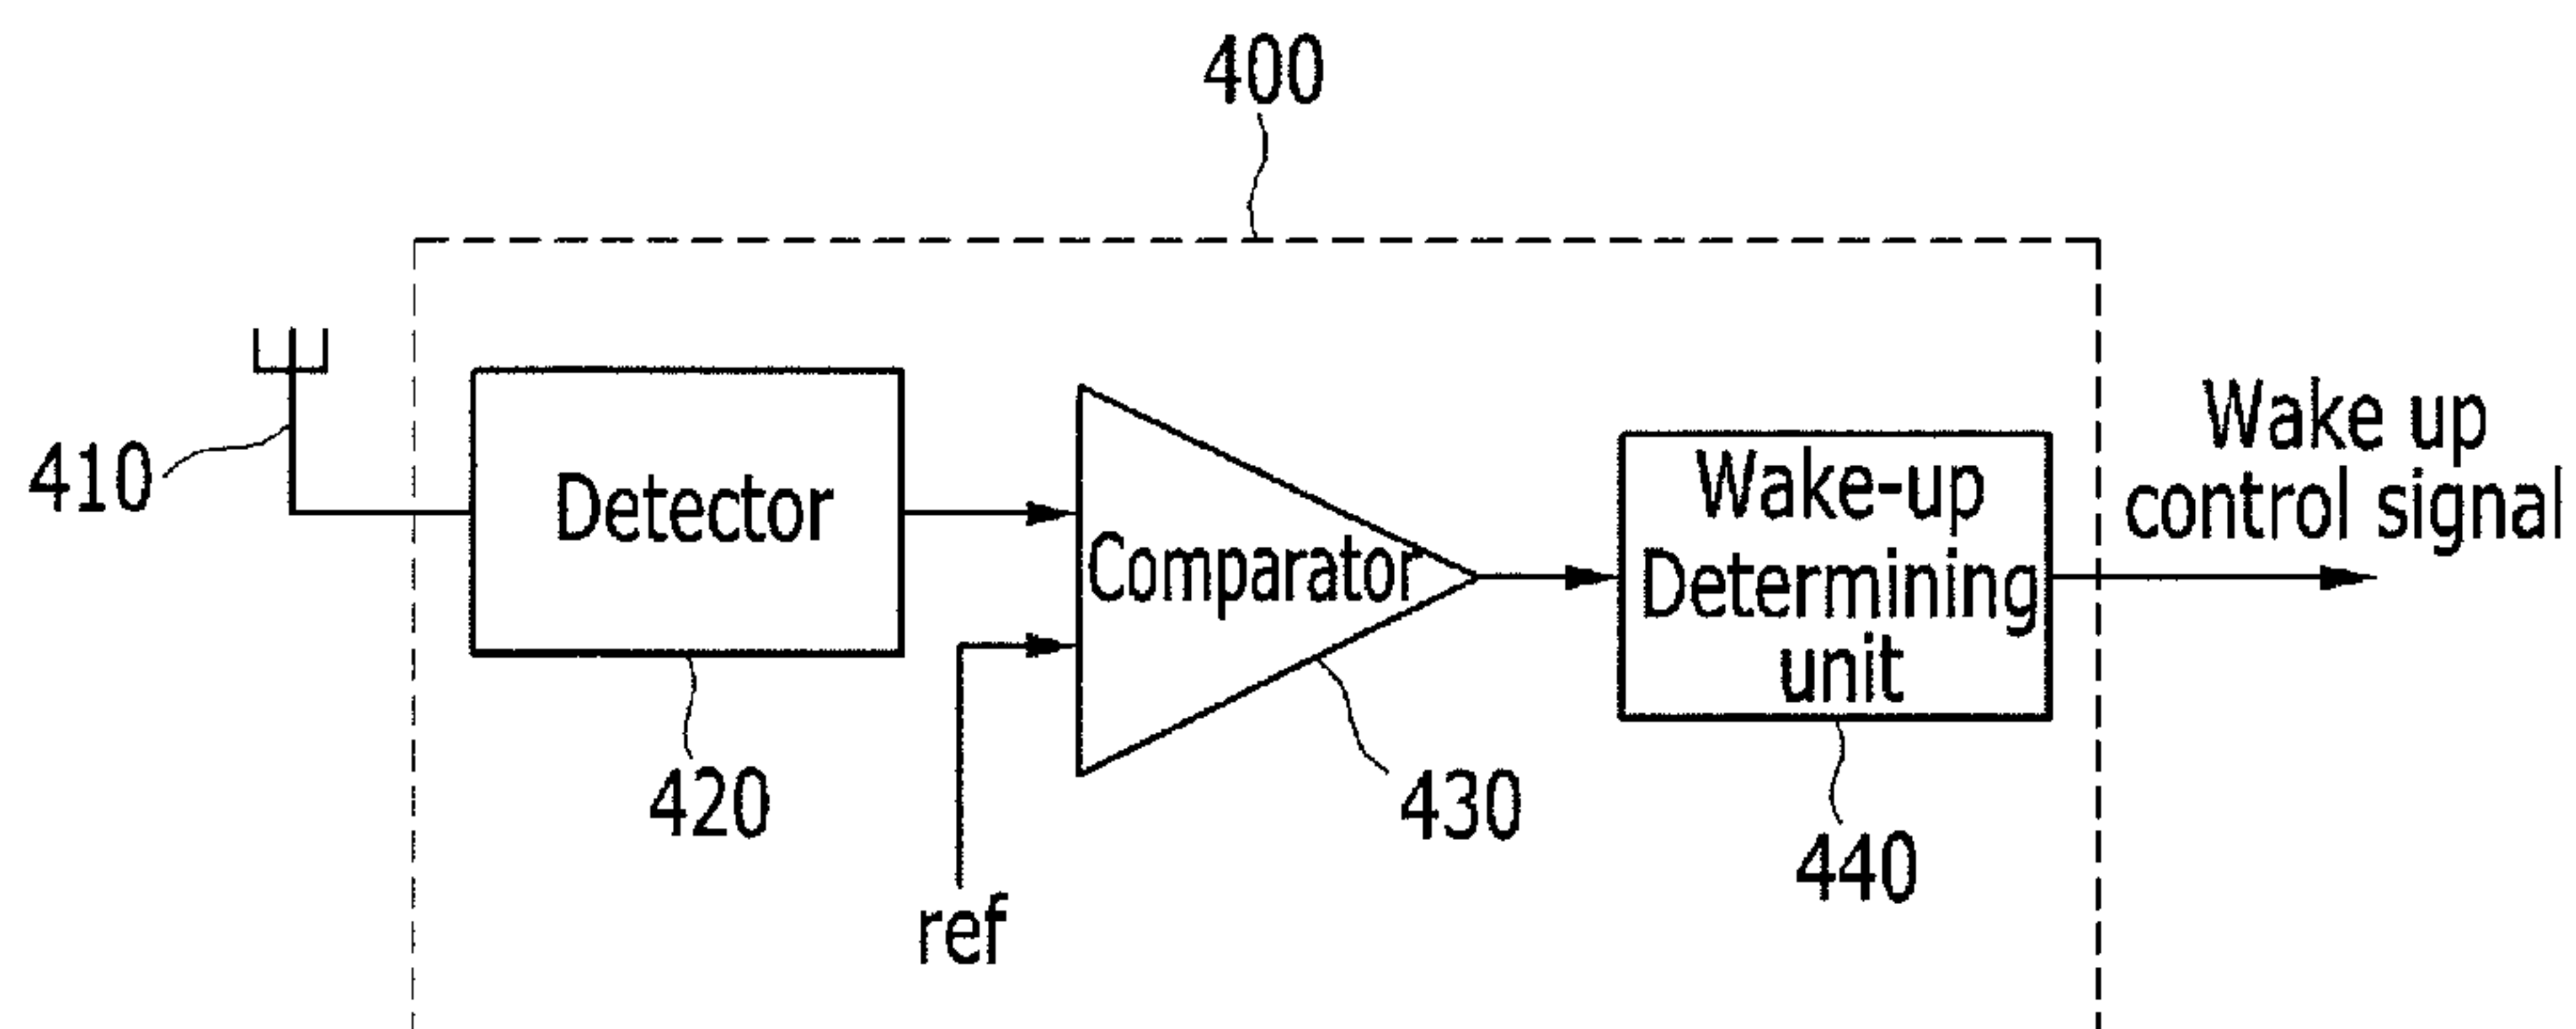 400
410
Detector
Comparator
Wake-up
Determining
unit
Wake up
control signal
420
430
440
ref